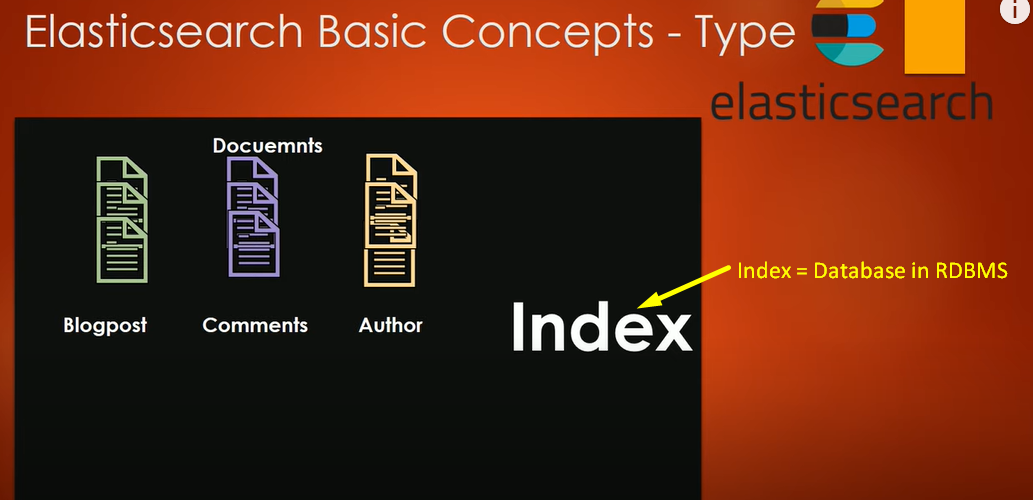 Elasticsearch Basic Concepts - Type
elasticsearch
Docuemnts
Blogpost
Comments
Author
Index
Index = Database in RDBMS
i